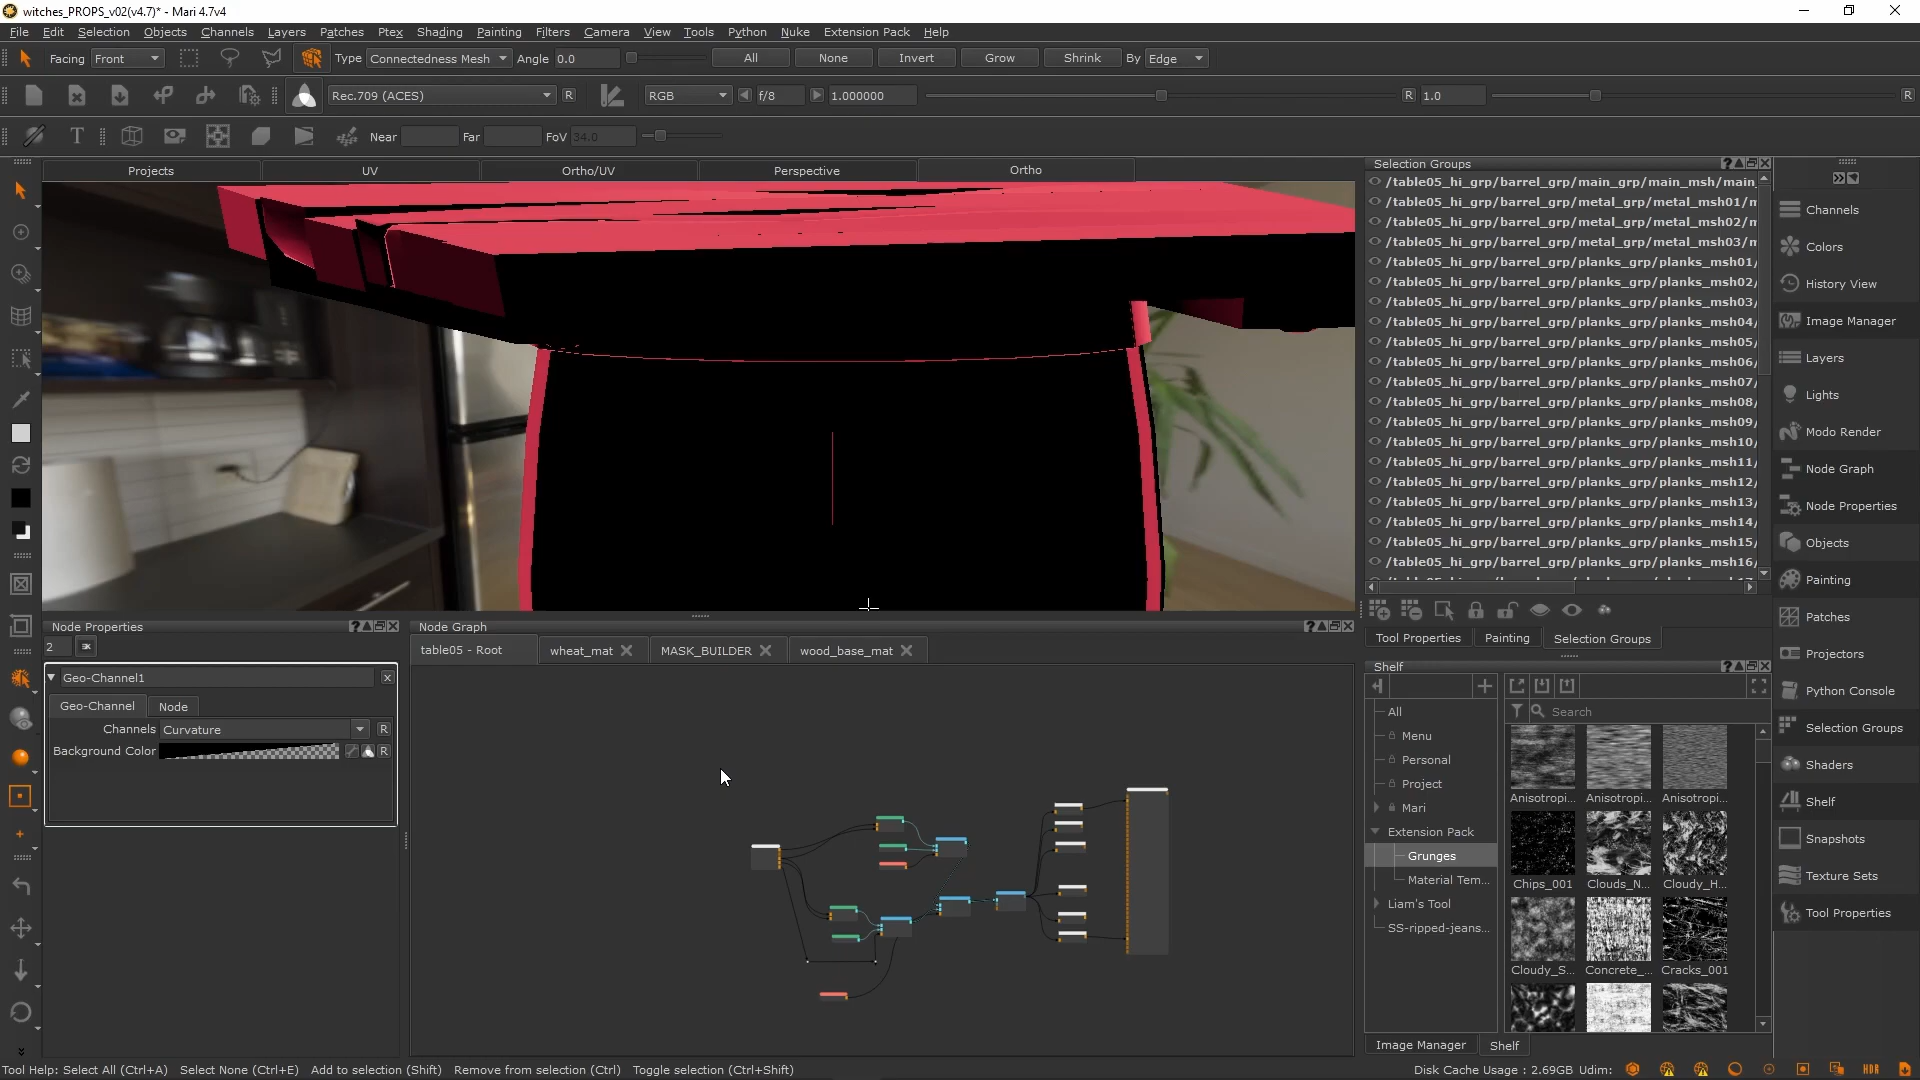 witches_PROPS_v02(v4.7)* - Mari 4.7v4
File Edit Selection Objects Channels Layers Patches Ptex Shading Painting Filters Camera View Tools Python Nuke Extension Pack Help
Facing Front Type Connectedness Mesh Angle 0.0 All None Invert Grow Shrink By Edge
Rec.709 (ACES) R RGB f/8 1.000000 R 1.0 R
T Near Far FoV 34.0
Projects UV Ortho/UV Perspective Ortho
Selection Groups
/table05_hi_grp/barrel_grp/main_grp/main_msh/main_
/table05_hi_grp/barrel_grp/metal_grp/metal_msh01/m
/table05_hi_grp/barrel_grp/metal_grp/metal_msh02/m
/table05_hi_grp/barrel_grp/metal_grp/metal_msh03/m
/table05_hi_grp/barrel_grp/planks_grp/planks_msh01/
/table05_hi_grp/barrel_grp/planks_grp/planks_msh02/
/table05_hi_grp/barrel_grp/planks_grp/planks_msh03/
/table05_hi_grp/barrel_grp/planks_grp/planks_msh04/
/table05_hi_grp/barrel_grp/planks_grp/planks_msh05/
/table05_hi_grp/barrel_grp/planks_grp/planks_msh06/
/table05_hi_grp/barrel_grp/planks_grp/planks_msh07/
/table05_hi_grp/barrel_grp/planks_grp/planks_msh08/
/table05_hi_grp/barrel_grp/planks_grp/planks_msh09/
/table05_hi_grp/barrel_grp/planks_grp/planks_msh10/
/table05_hi_grp/barrel_grp/planks_grp/planks_msh11/
/table05_hi_grp/barrel_grp/planks_grp/planks_msh12/
/table05_hi_grp/barrel_grp/planks_grp/planks_msh13/
/table05_hi_grp/barrel_grp/planks_grp/planks_msh14/
/table05_hi_grp/barrel_grp/planks_grp/planks_msh15/
/table05_hi_grp/barrel_grp/planks_grp/planks_msh16/
Tool Properties Painting Selection Groups
Channels
Colors
History View
Image Manager
Layers
Lights
Modo Render
Node Graph
Node Properties
Objects
Painting
Patches
Projectors
Python Console
Selection Groups
Shaders
Shelf
Snapshots
Texture Sets
Tool Properties
Node Properties
2
Geo-Channel1
Geo-Channel Node
Channels Curvature R
Background Color R
Node Graph
table05 - Root wheat_mat MASK_BUILDER wood_base_mat
Shelf
Search
All
Menu
Personal
Project
Mari
Extension Pack
Grunges
Material Tem...
Liam's Tool
SS-ripped-jeans...
Anisotropi... Anisotropi... Anisotropi...
Chips_001 Clouds_N... Cloudy_H...
Cloudy_S... Concrete_... Cracks_001
Image Manager Shelf
Tool Help: Select All (Ctrl+A) Select None (Ctrl+E) Add to selection (Shift) Remove from selection (Ctrl) Toggle selection (Ctrl+Shift)
Disk Cache Usage : 2.69GB Udim: HDR